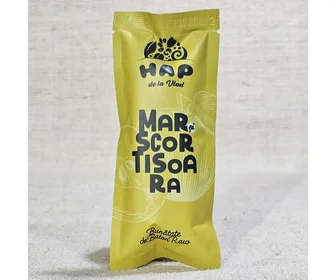 HAP
de la Vlad
MAR și
SCOR
TISOA
RA
Bunătate
de Baton Raw